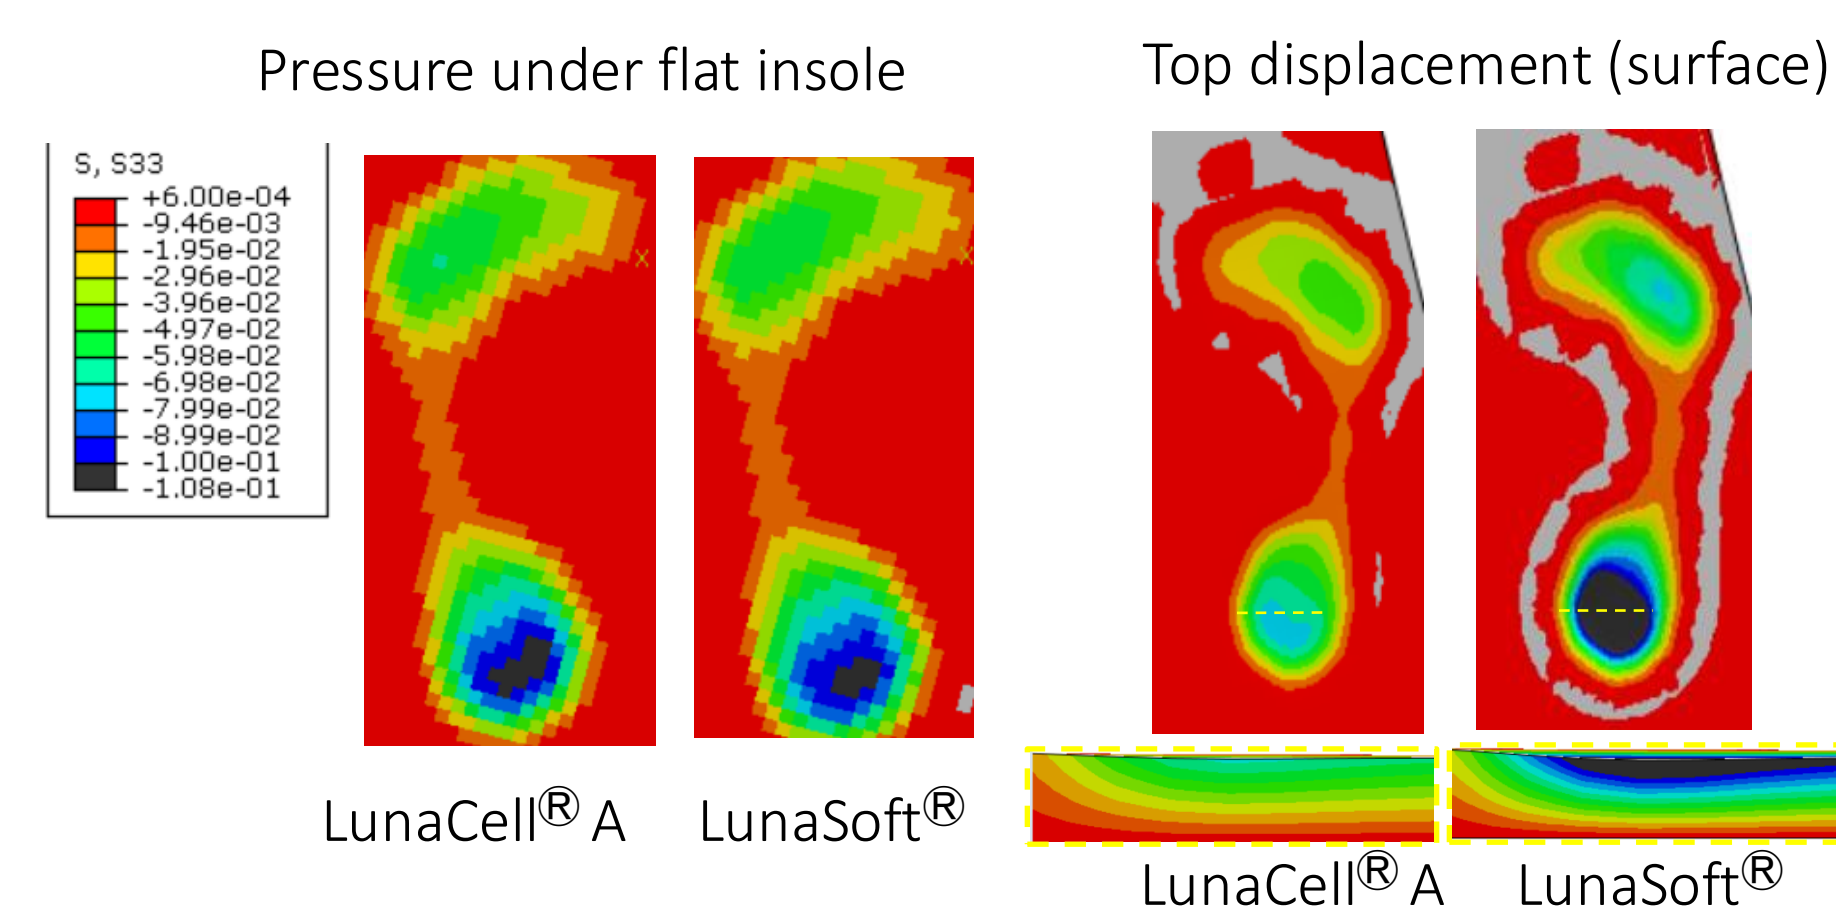 Pressure under flat insole
Top displacement (surface)
S, S33
+6.00e-04
-9.46e-03
-1.95e-02
-2.96e-02
-3.96e-02
-4.97e-02
-5.98e-02
-6.98e-02
-7.99e-02
-8.99e-02
-1.00e-01
-1.08e-01
X
X
LunaCell® A
LunaSoft®
LunaCell® A
LunaSoft®